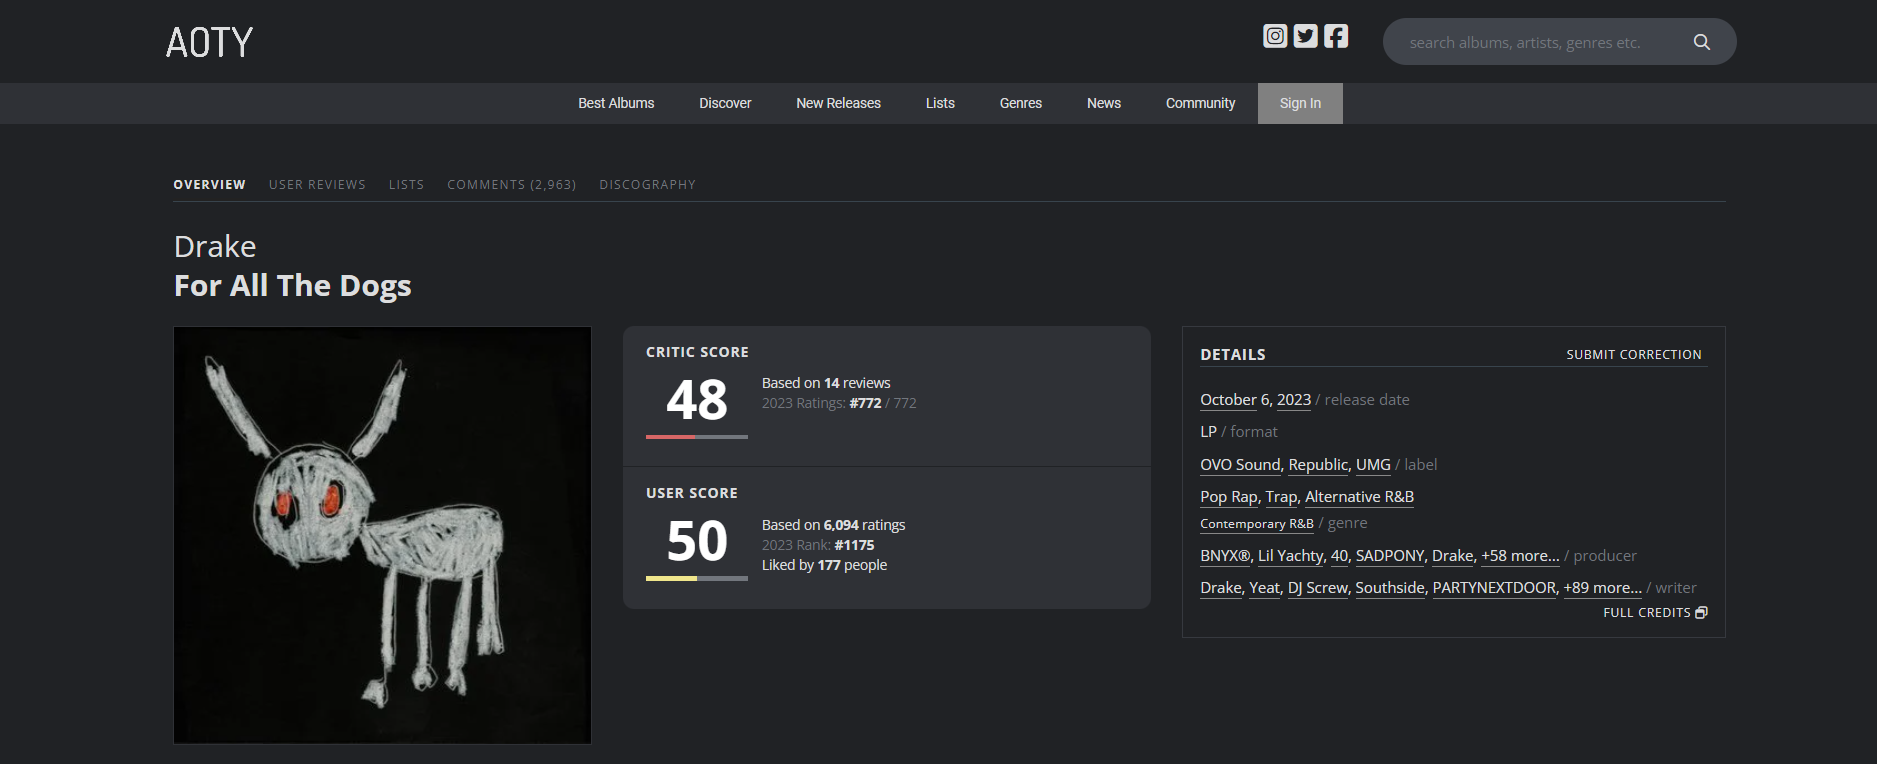 AOTY
search albums, artists, genres etc.
Best Albums Discover New Releases Lists Genres News Community Sign In
OVERVIEW USER REVIEWS LISTS COMMENTS (2,963) DISCOGRAPHY
Drake
For All The Dogs
CRITIC SCORE
48
Based on 14 reviews
2023 Ratings: #772 / 772
USER SCORE
50
Based on 6,094 ratings
2023 Rank: #1175
Liked by 177 people
DETAILS SUBMIT CORRECTION
October 6, 2023 / release date
LP / format
OVO Sound, Republic, UMG / label
Pop Rap, Trap, Alternative R&B
Contemporary R&B / genre
BNYX®, Lil Yachty, 40, SADPONY, Drake, +58 more... / producer
Drake, Yeat, DJ Screw, Southside, PARTYNEXTDOOR, +89 more... / writer
FULL CREDITS